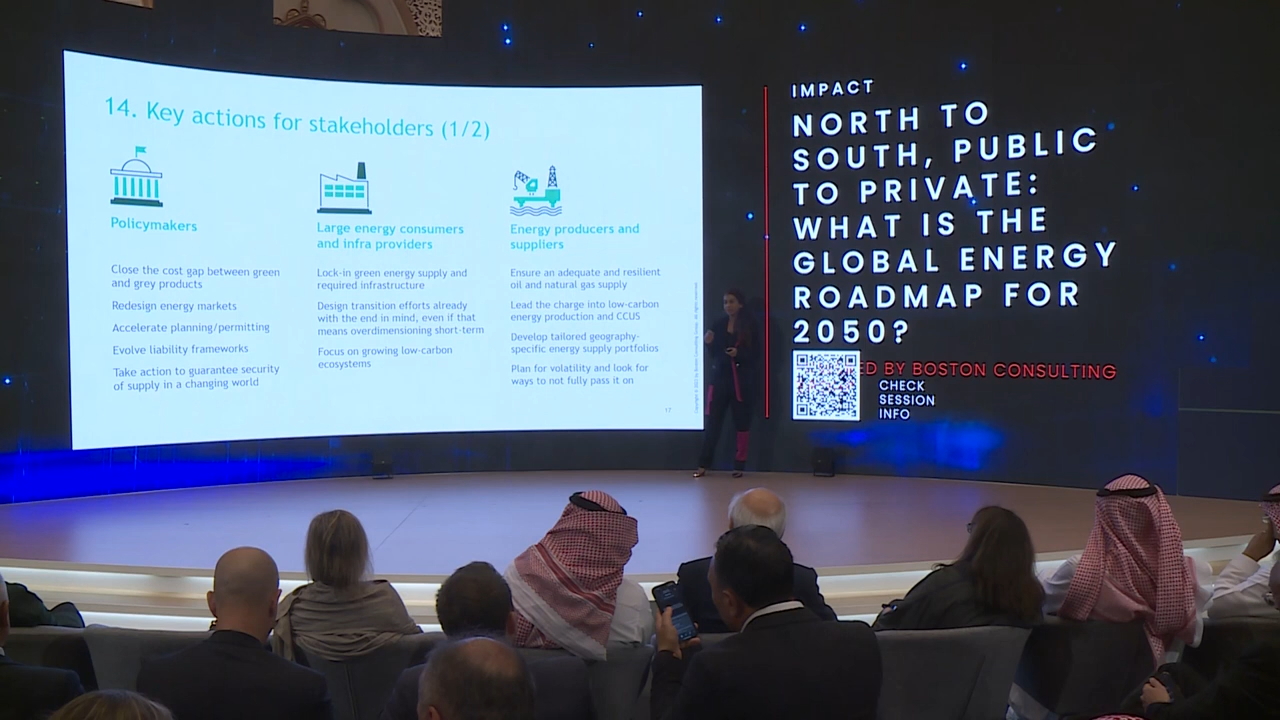 14. Key actions for stakeholders (1/2)
Policymakers
Close the cost gap between green
and grey products
Redesign energy markets
Accelerate planning/permitting
Evolve liability frameworks
Take action to guarantee security
of supply in a changing world
Large energy consumers
and infra providers
Lock-in green energy supply and
required infrastructure
Design transition efforts already
with the end in mind, even if that
means overdimensioning short-term
Focus on growing low-carbon
ecosystems
Energy producers and
suppliers
Ensure an adequate and resilient
oil and natural gas supply
Lead the charge into low-carbon
energy production and CCUS
Develop tailored geography-
specific energy supply portfolios
Plan for volatility and look for
ways to not fully pass it on
17
IMPACT
NORTH TO
SOUTH, PUBLIC
TO PRIVATE:
WHAT IS THE
GLOBAL ENERGY
ROADMAP FOR
2050?
ED BY BOSTON CONSULTING
CHECK
SESSION
INFO